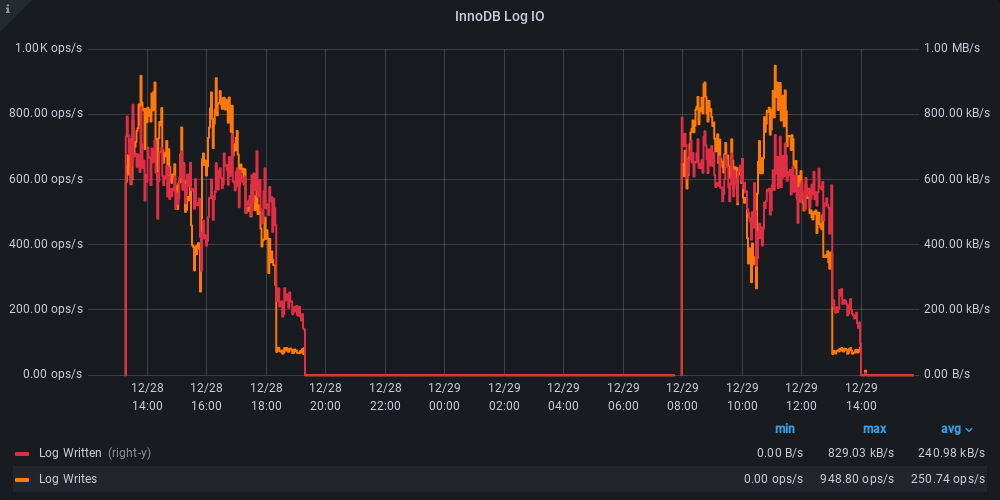 i
InnoDB Log IO
1.00K ops/s 1.00 MB/s
800.00 ops/s 800.00 kB/s
600.00 ops/s 600.00 kB/s
400.00 ops/s 400.00 kB/s
200.00 ops/s 200.00 kB/s
0.00 ops/s 0.00 B/s
12/28 12/28 12/28 12/28 12/28 12/29 12/29 12/29 12/29 12/29 12/29 12/29 12/29
14:00 16:00 18:00 20:00 22:00 00:00 02:00 04:00 06:00 08:00 10:00 12:00 14:00
min max avg
Log Written (right-y) 0.00 B/s 829.03 kB/s 240.98 kB/s
Log Writes 0.00 ops/s 948.80 ops/s 250.74 ops/s